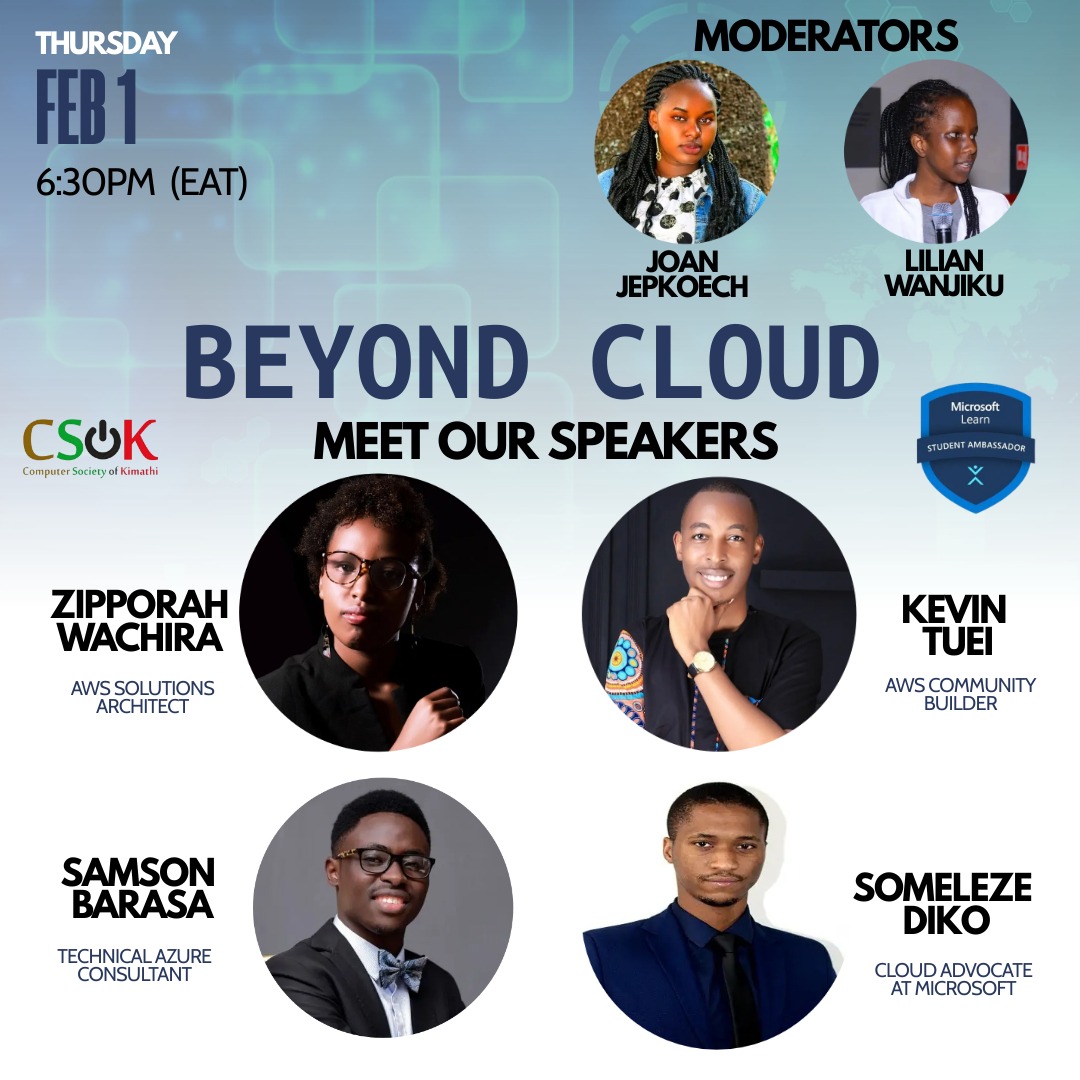 THURSDAY
FEB 1
6:30PM (EAT)
MODERATORS
JOAN
JEPKOECH
LILIAN
WANJIKU
BEYOND CLOUD
CSOK
Computer Society of Kimathi
MEET OUR SPEAKERS
Microsoft
Learn
STUDENT AMBASSADOR
ZIPPORAH
WACHIRA
AWS SOLUTIONS
ARCHITECT
KEVIN
TUEI
AWS COMMUNITY
BUILDER
SAMSON
BARASA
TECHNICAL AZURE
CONSULTANT
SOMELEZE
DIKO
CLOUD ADVOCATE
AT MICROSOFT